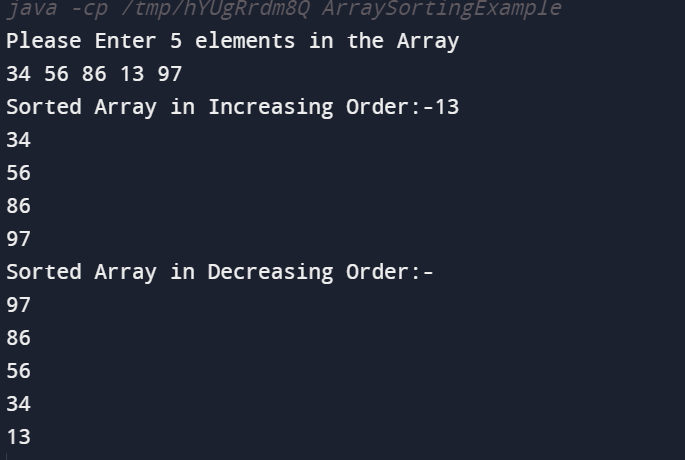 java -cp /tmp/hYUgRrdm8Q ArraySortingExample
Please Enter 5 elements in the Array
34 56 86 13 97
Sorted Array in Increasing Order:-13
34
56
86
97
Sorted Array in Decreasing Order:-
97
86
56
34
13